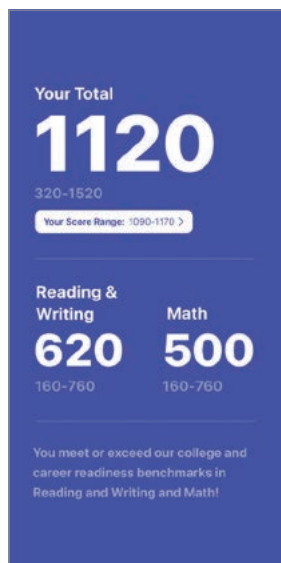 Your Total
1120
320-1520
Your Score Range: 1090-1170 >
Reading &
Writing
Math
620
500
160-760
160-760
You meet or exceed our college and
career readiness benchmarks in
Reading and Writing and Math!